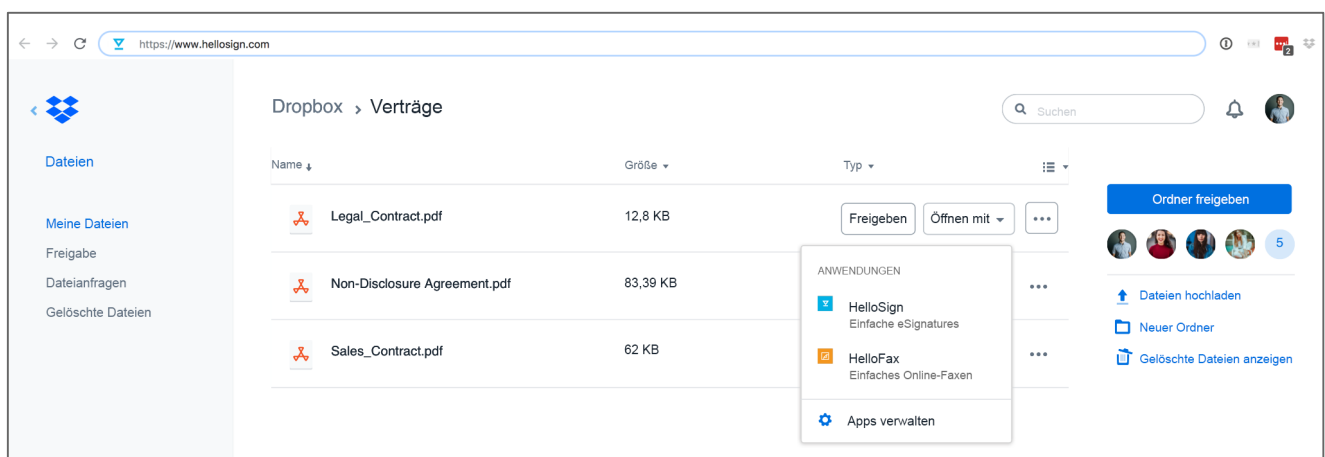 https://www.hellosign.com
2
Dropbox › Verträge
Suchen
Dateien
Meine Dateien
Freigabe
Dateianfragen
Gelöschte Dateien
Name
Größe
Typ
Legal_Contract.pdf
12,8 KB
Freigeben
Öffnen mit
Non-Disclosure Agreement.pdf
83,39 KB
Sales_Contract.pdf
62 KB
ANWENDUNGEN
HelloSign
Einfache eSignatures
HelloFax
Einfaches Online-Faxen
Apps verwalten
Ordner freigeben
5
Dateien hochladen
Neuer Ordner
Gelöschte Dateien anzeigen